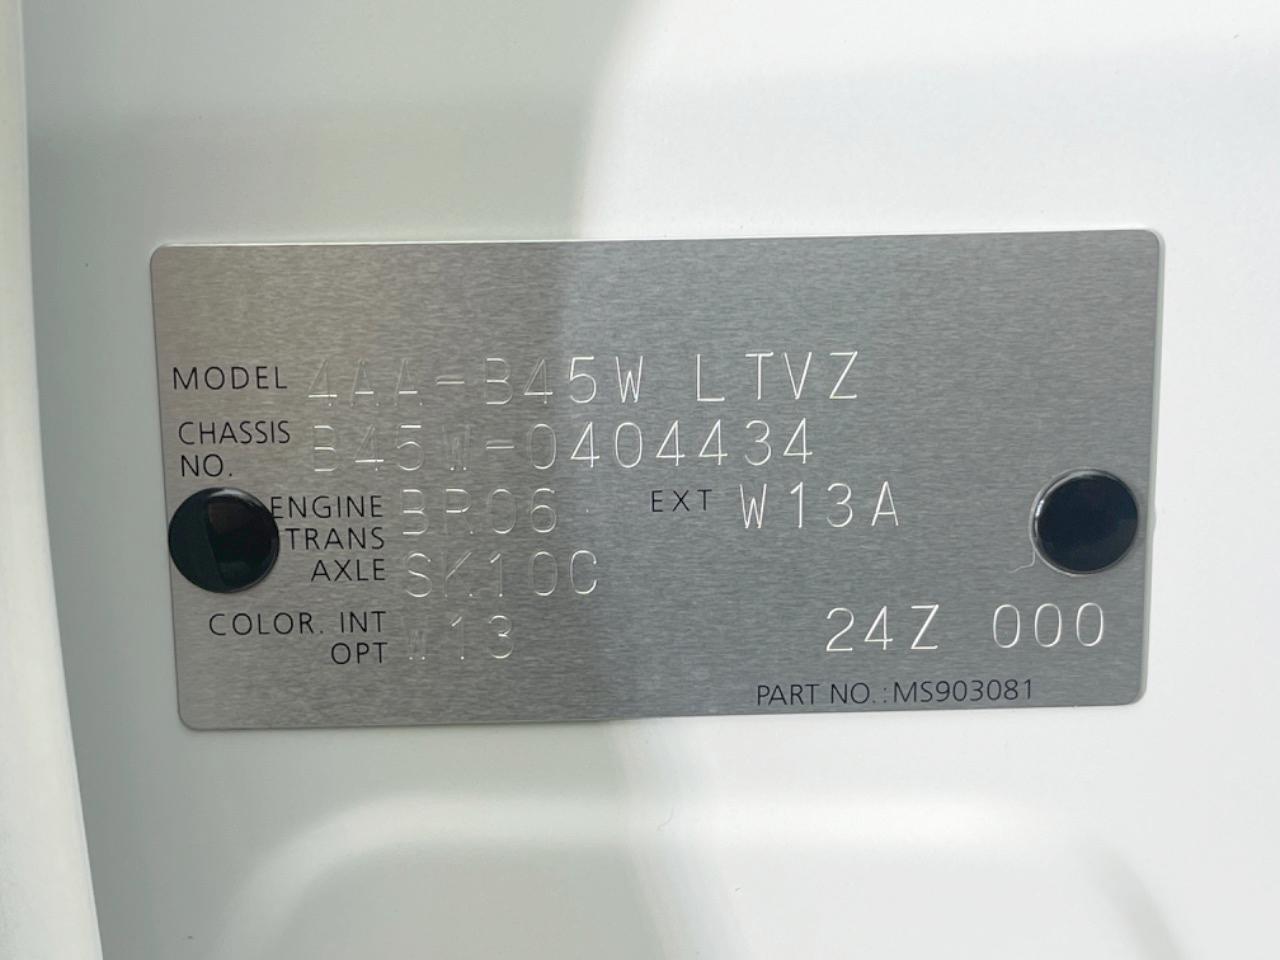 MODEL 4AA-B45W LTVZ
CHASSIS NO. B45W-0404434
ENGINE BR06 EXT W13A
TRANS AXLE SK10C
COLOR. INT OPT W13 24Z 000
PART NO.:MS903081